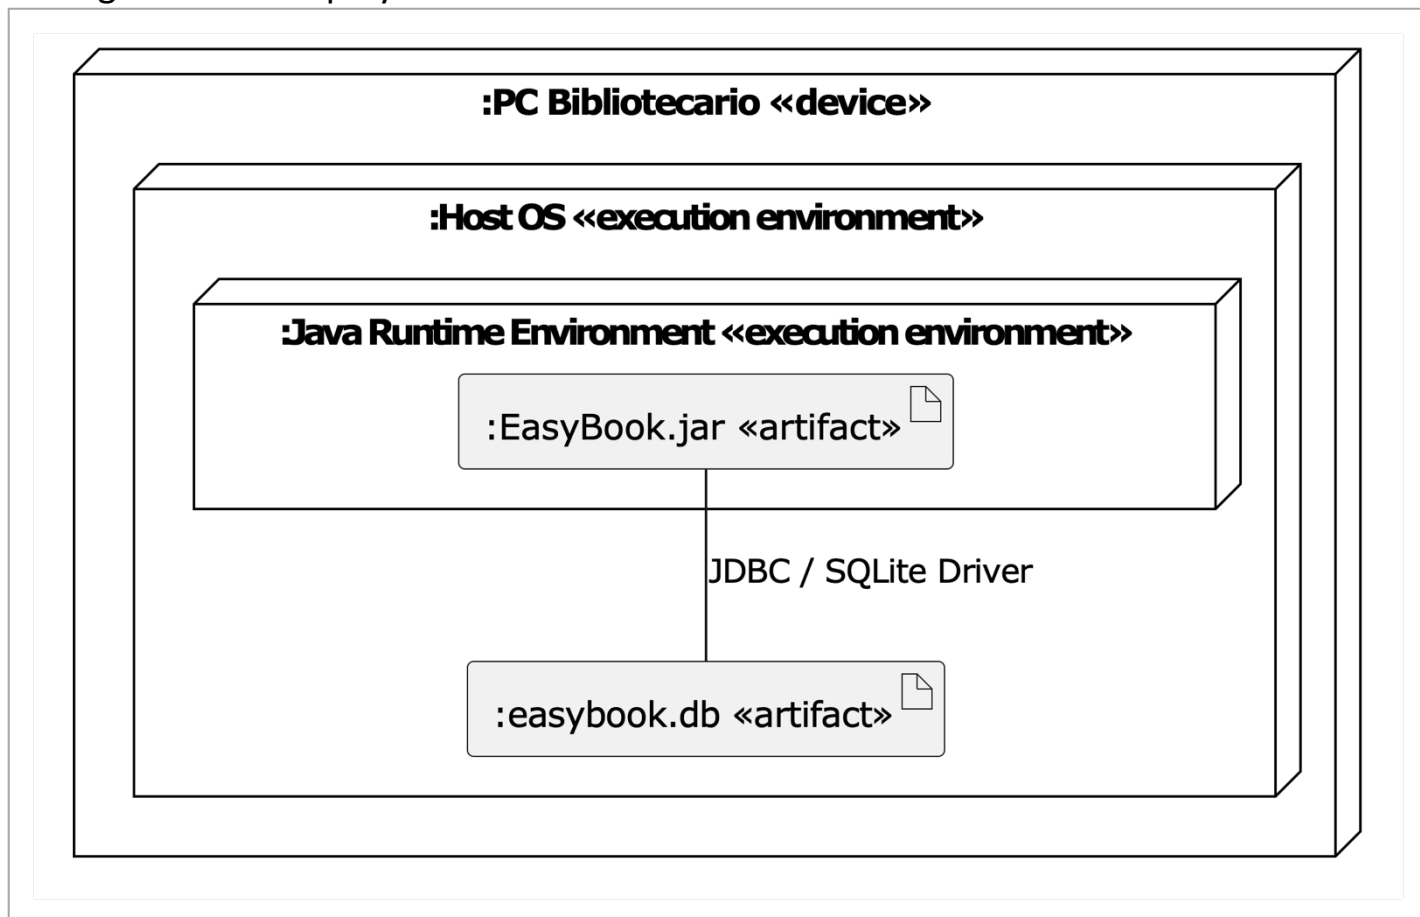 :PC Bibliotecario «device»
:Host OS «execution environment»
:Java Runtime Environment «execution environment»
:EasyBook.jar «artifact»
JDBC / SQLite Driver
:easybook.db «artifact»